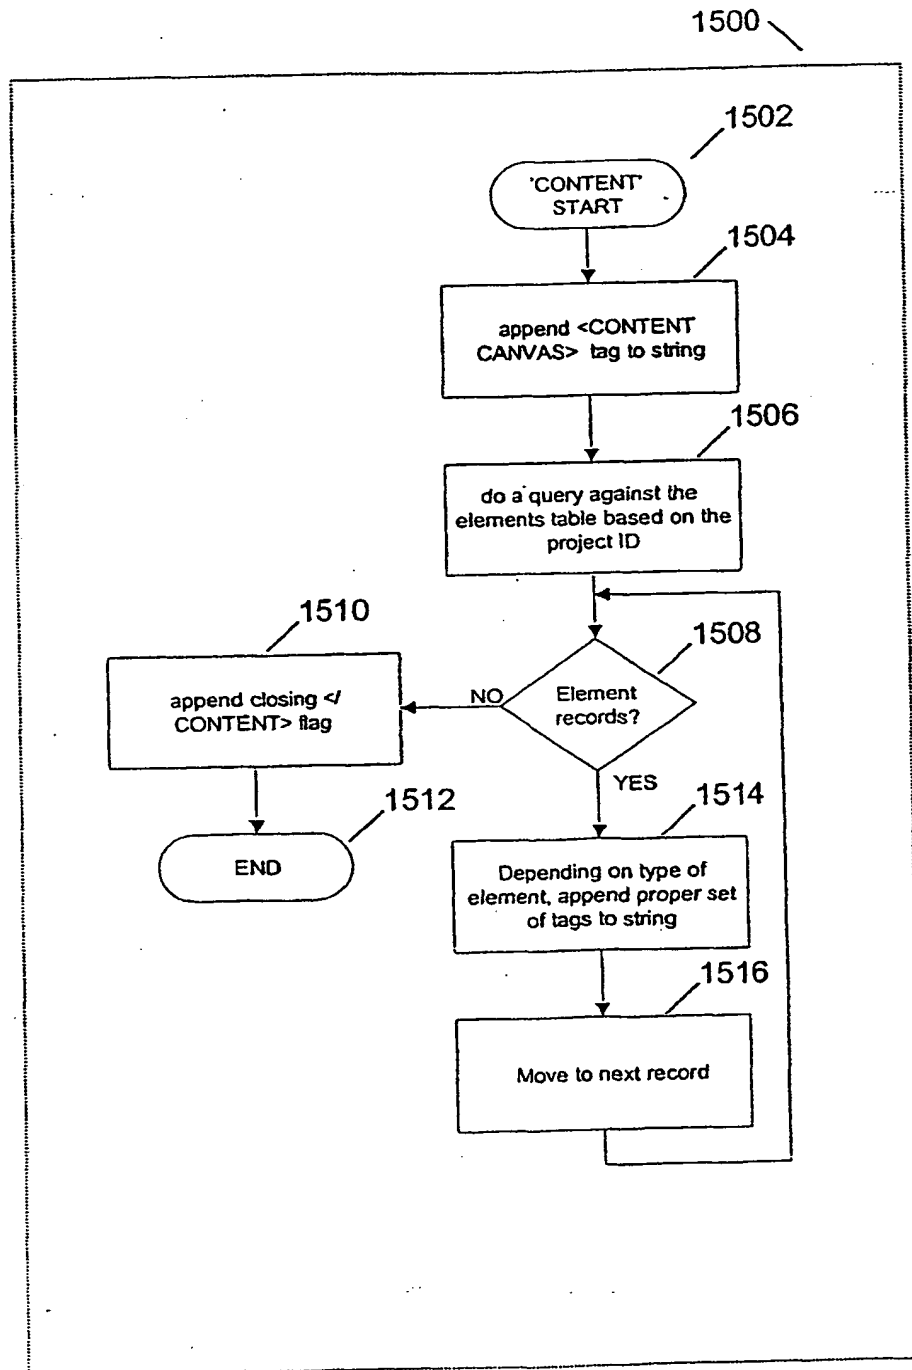 1500
1502
'CONTENT'
START
1504
append <CONTENT
CANVAS> tag to string
1506
do a query against the
elements table based on the
project ID
1510
1508
append closing </
CONTENT> flag
NO
Element
records?
YES
1512
1514
END
Depending on type of
element, append proper set
of tags to string
1516
Move to next record